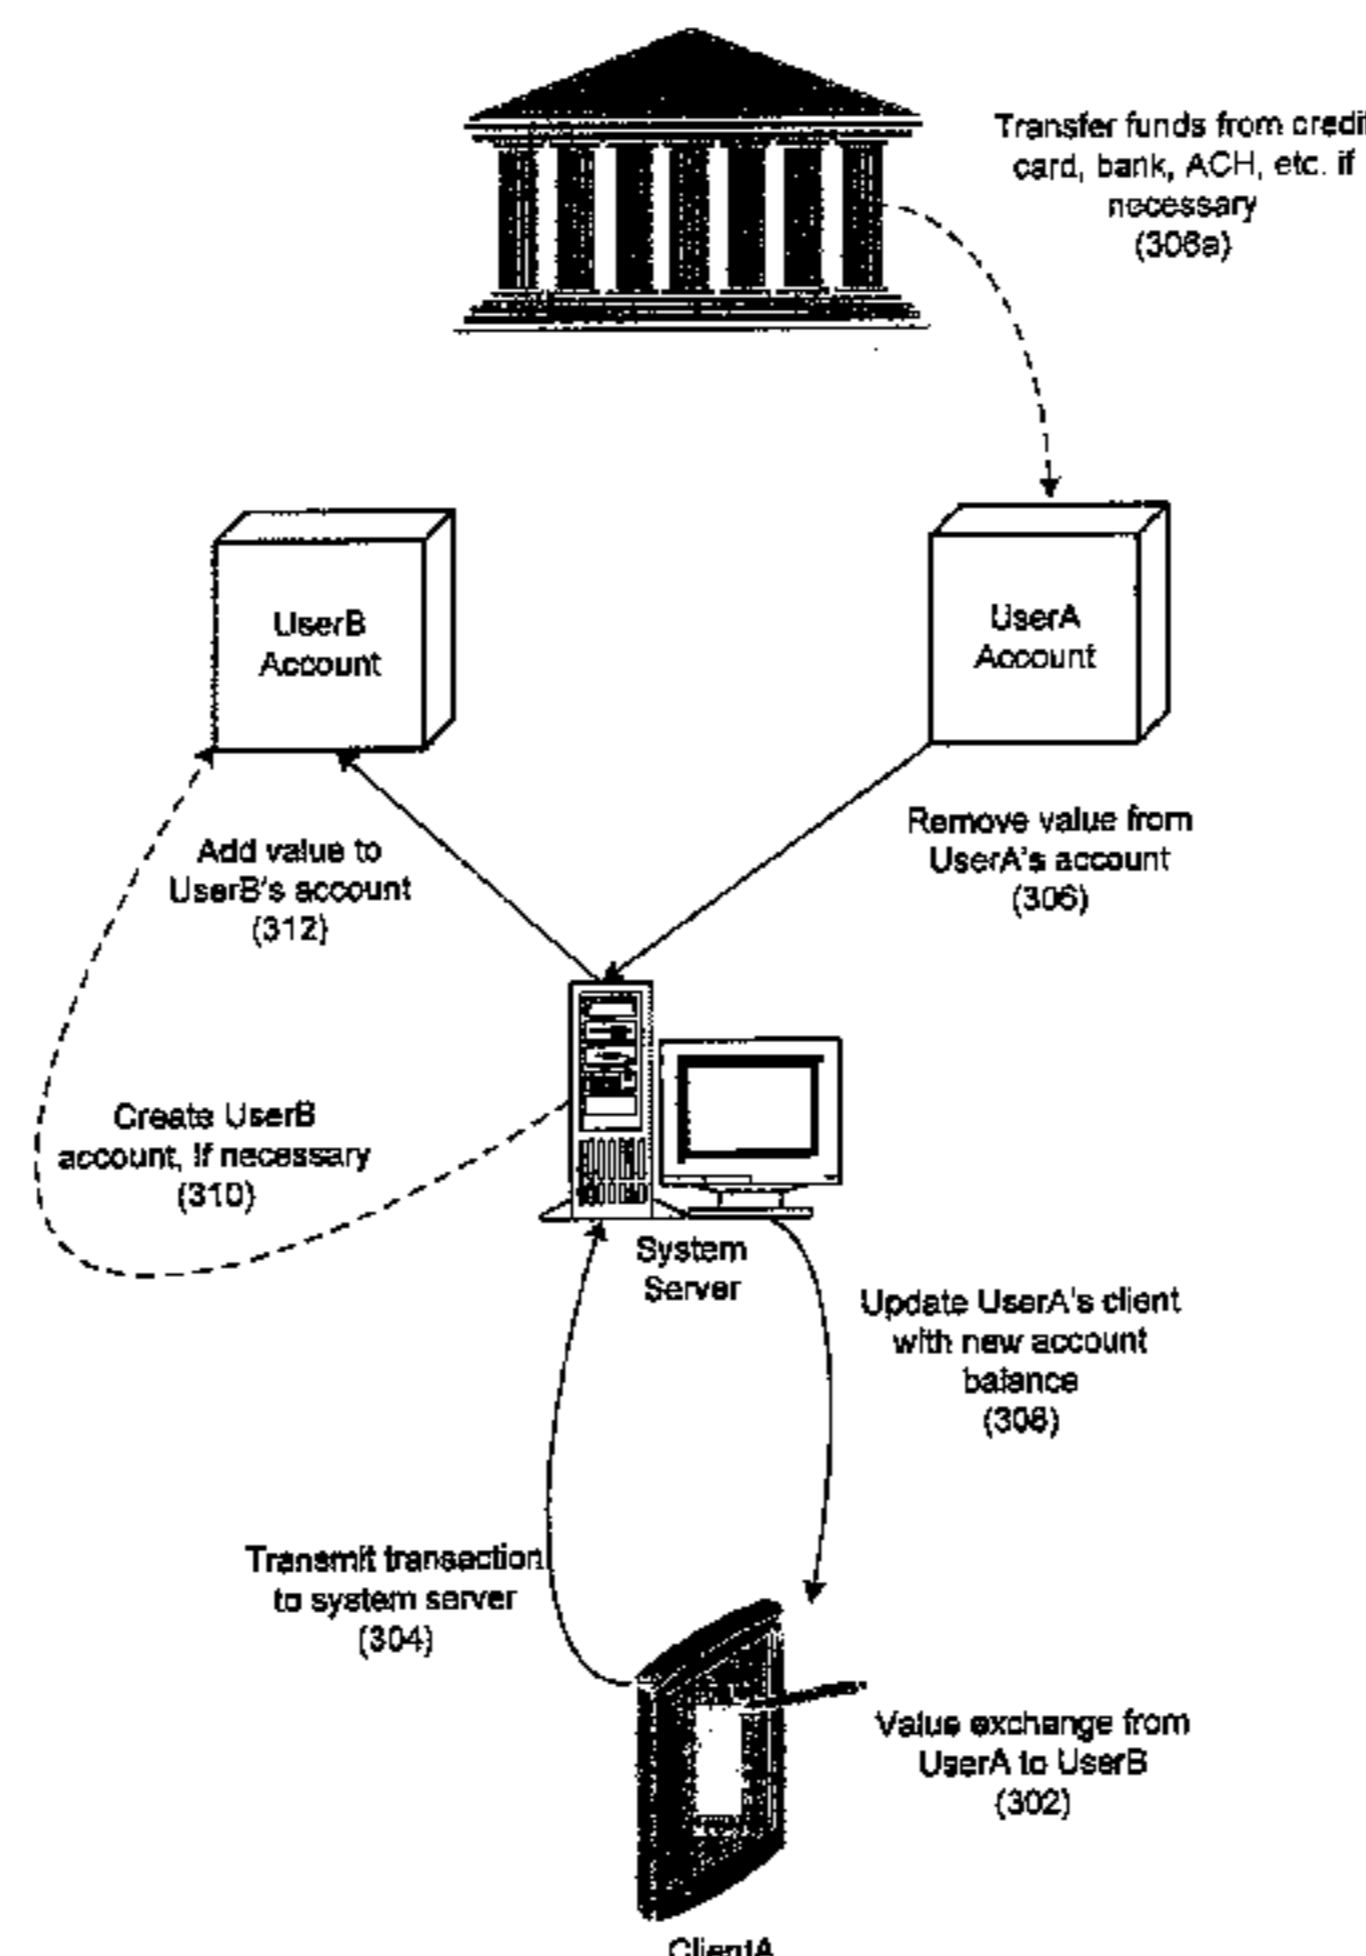 Transfer funds from credit
card, bank, ACH, etc. if
necessary
(306a)
UserB
Account
UserA
Account
Remove value from
UserA's account
(306)
Add value to
UserB's account
(312)
Create UserB
account, if necessary
(310)
System
Server
Update UserA's client
with new account
balance
(308)
Transmit transaction
to system server
(304)
Value exchange from
UserA to UserB
(302)
ClientA